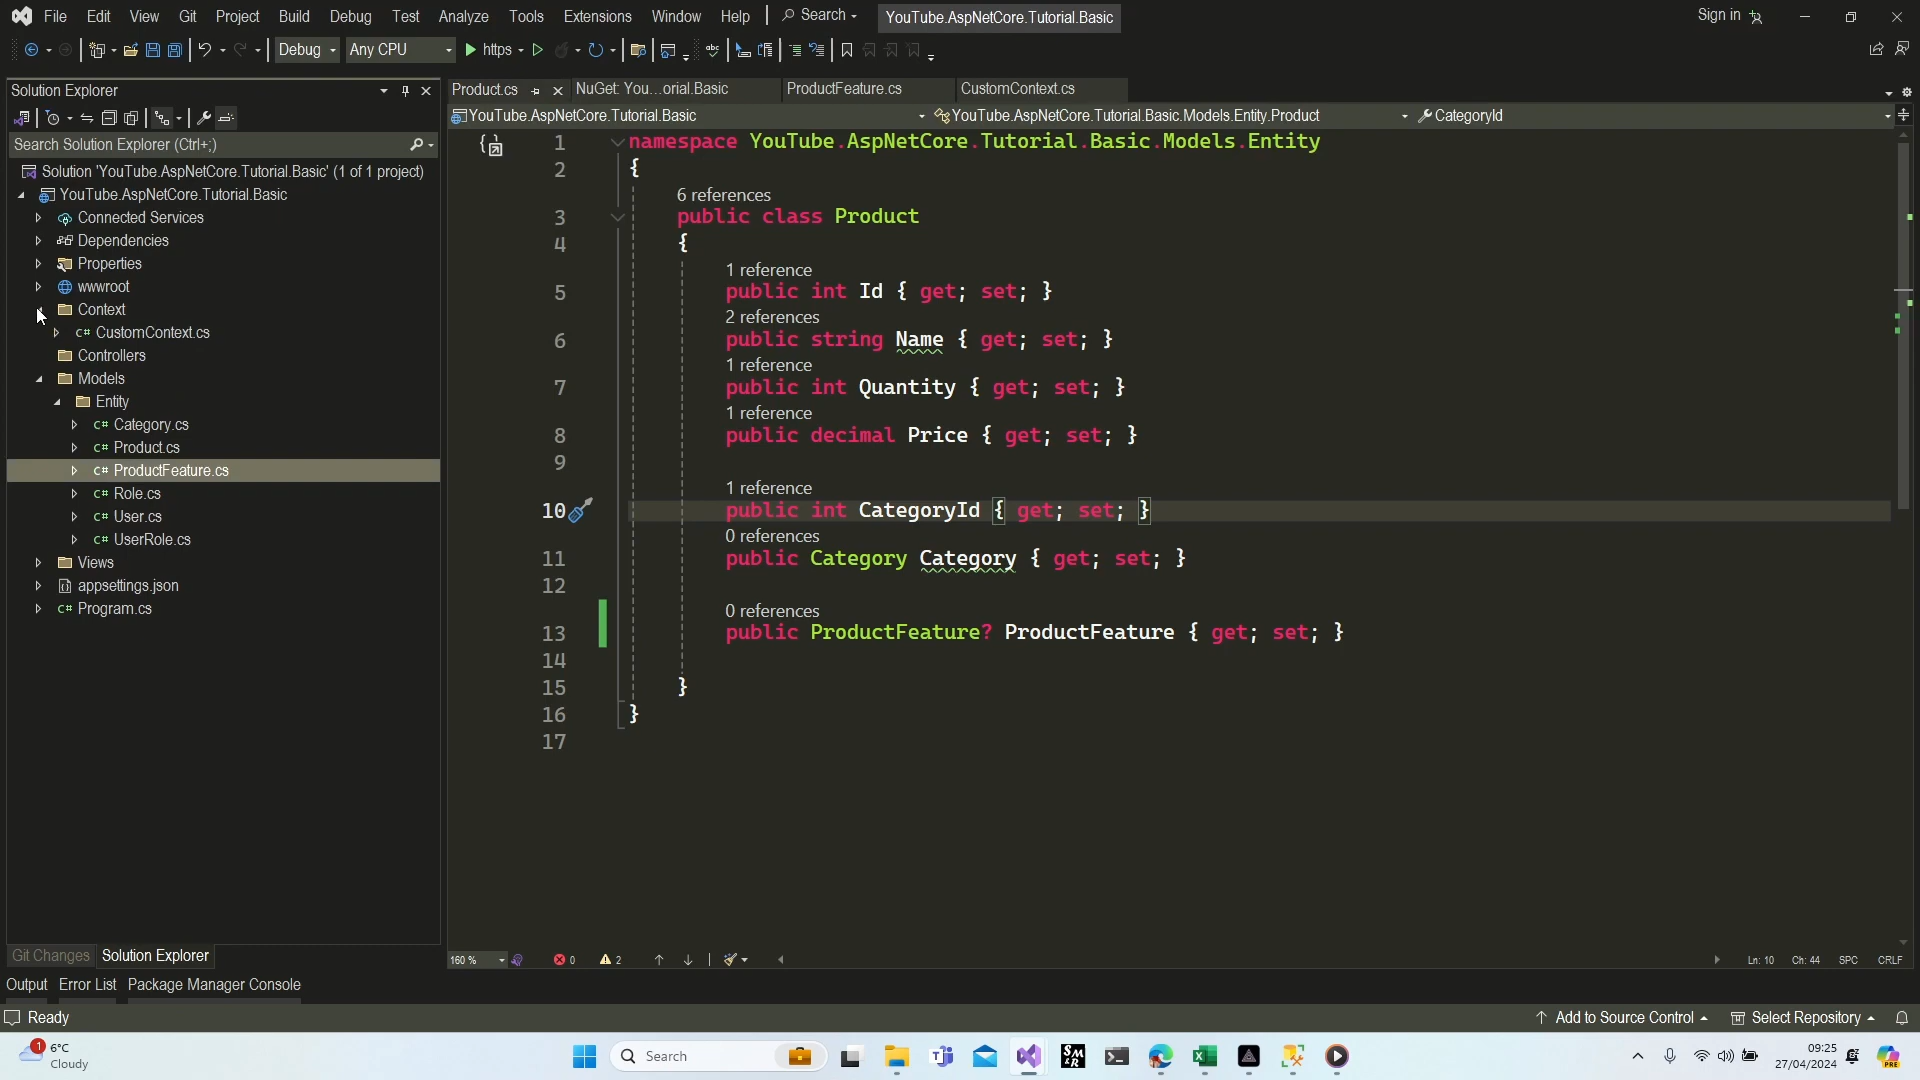 File Edit View Git Project Build Debug Test Analyze Tools Extensions Window Help Search YouTube.AspNetCore.Tutorial.Basic Sign in
Debug Any CPU https
Solution Explorer
Search Solution Explorer (Ctrl+;)
Solution 'YouTube.AspNetCore.Tutorial.Basic' (1 of 1 project)
YouTube.AspNetCore.Tutorial.Basic
Connected Services
Dependencies
Properties
wwwroot
Context
C# CustomContext.cs
Controllers
Models
Entity
C# Category.cs
C# Product.cs
C# ProductFeature.cs
C# Role.cs
C# User.cs
C# UserRole.cs
Views
appsettings.json
C# Program.cs
Git Changes Solution Explorer
Product.cs NuGet: You...orial.Basic ProductFeature.cs CustomContext.cs
YouTube.AspNetCore.Tutorial.Basic YouTube.AspNetCore.Tutorial.Basic.Models.Entity.Product CategoryId
1 namespace YouTube.AspNetCore.Tutorial.Basic.Models.Entity
2 {
6 references
3 public class Product
4 {
1 reference
5 public int Id { get; set; }
2 references
6 public string Name { get; set; }
1 reference
7 public int Quantity { get; set; }
1 reference
8 public decimal Price { get; set; }
9
1 reference
10 public int CategoryId { get; set; }
0 references
11 public Category Category { get; set; }
12
0 references
13 public ProductFeature? ProductFeature { get; set; }
14
15 }
16 }
17
160 % 0 2 Ln: 10 Ch: 44 SPC CRLF
Output Error List Package Manager Console
Ready Add to Source Control Select Repository
1 6°C
Cloudy
Search
SM
&R
PRE
09:25
27/04/2024